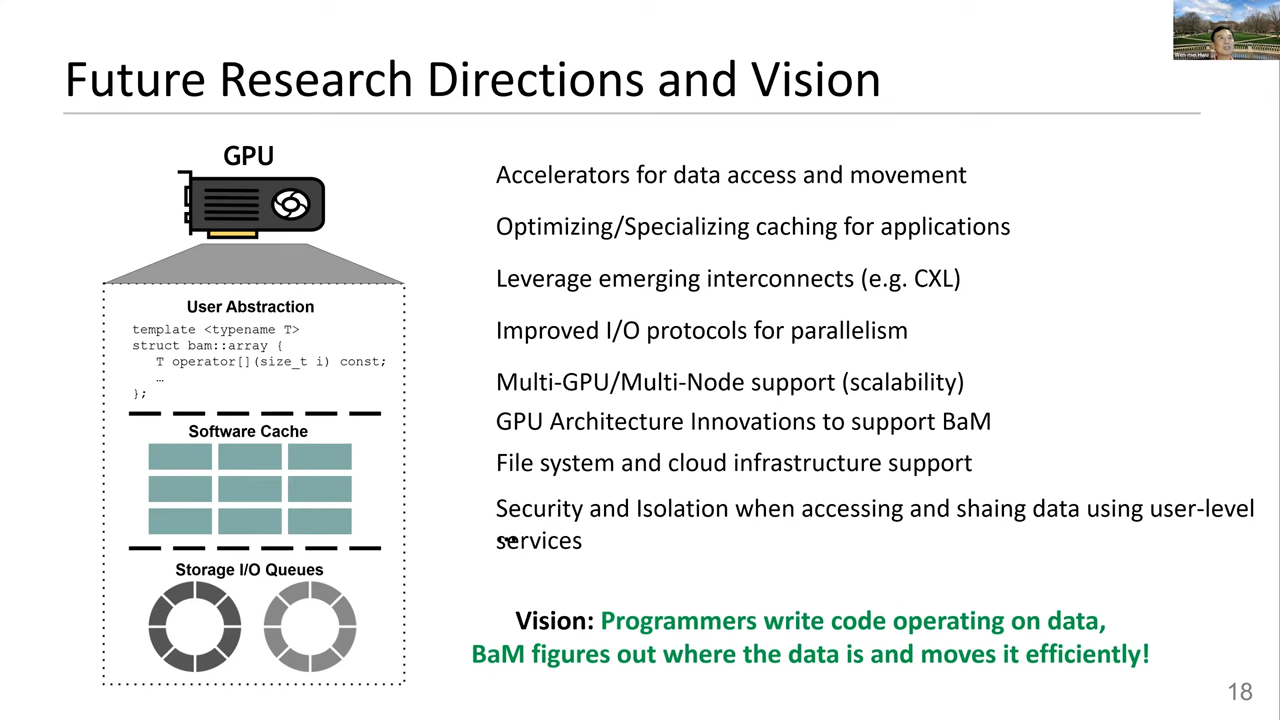 Wen-mei Hwu
Future Research Directions and Vision
GPU
User Abstraction
template <typename T>
struct bam::array {
T operator[](size_t i) const;
…
};
Software Cache
Storage I/O Queues
Accelerators for data access and movement
Optimizing/Specializing caching for applications
Leverage emerging interconnects (e.g. CXL)
Improved I/O protocols for parallelism
Multi-GPU/Multi-Node support (scalability)
GPU Architecture Innovations to support BaM
File system and cloud infrastructure support
Security and Isolation when accessing and shaing data using user-level
services
…
Vision: Programmers write code operating on data,
BaM figures out where the data is and moves it efficiently!
18